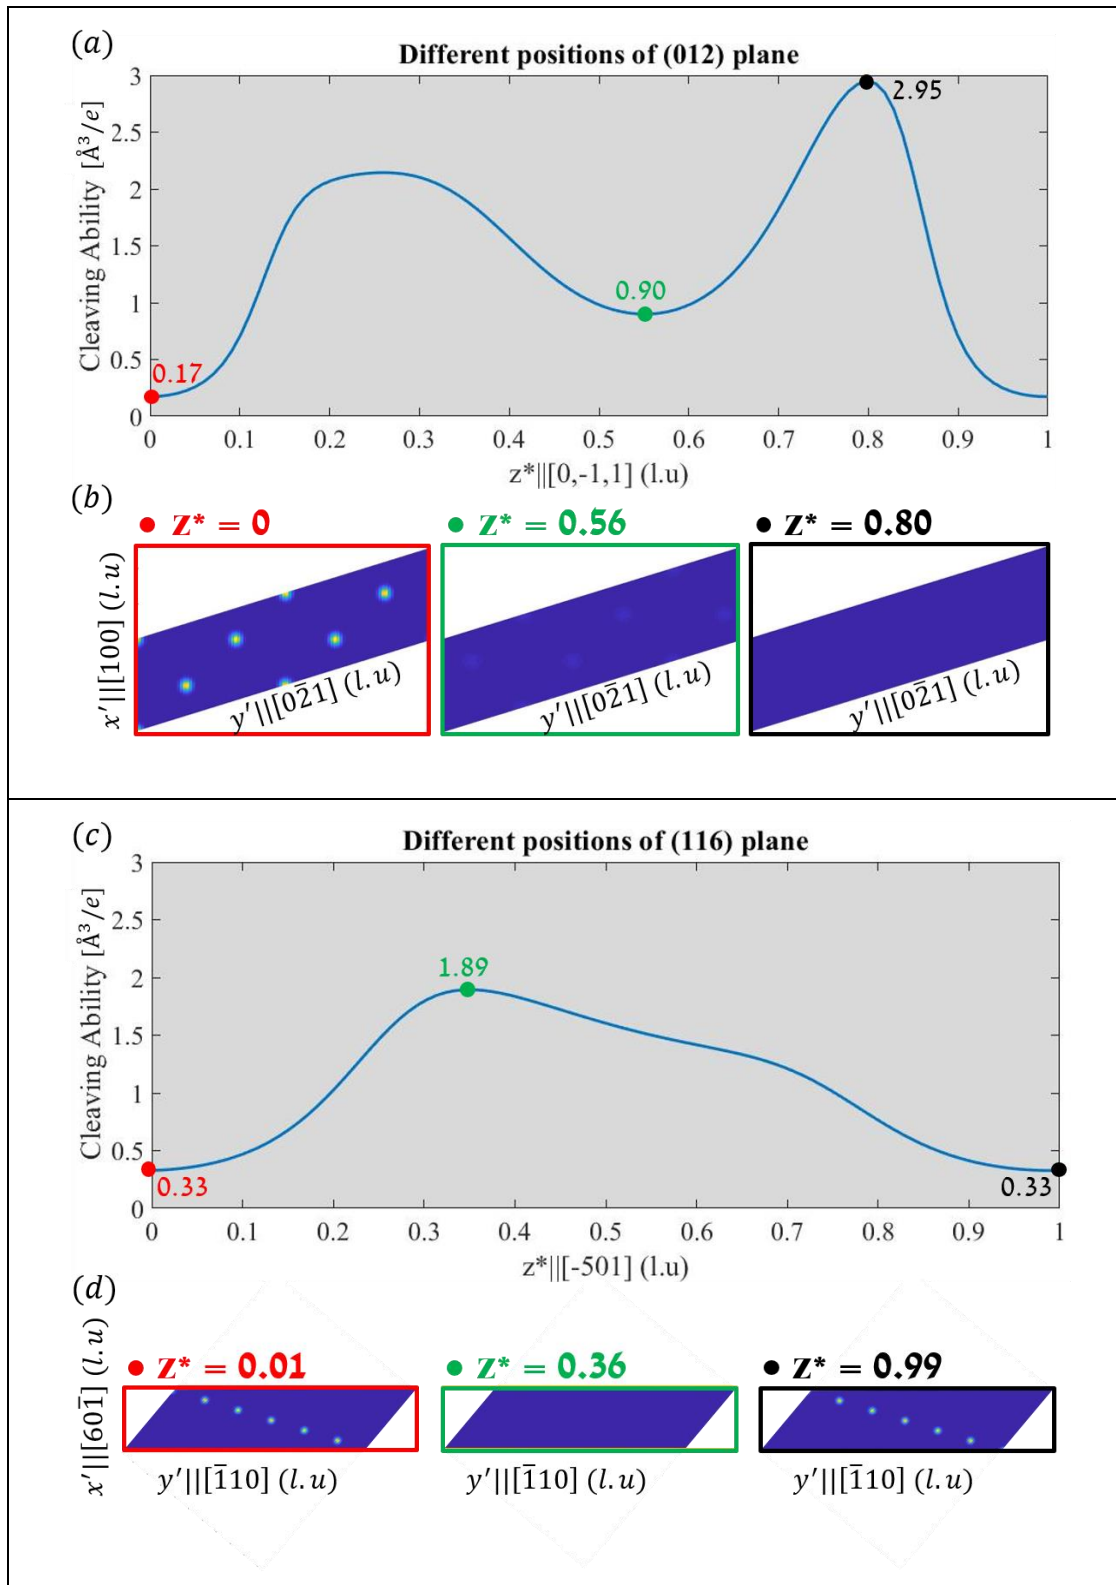 (a)
Different positions of (012) plane
Cleaving Ability [Å³/e]
3
2.5
2
1.5
1
0.5
0
2.95
0.90
0.17
0 0.1 0.2 0.3 0.4 0.5 0.6 0.7 0.8 0.9 1
z*||[0,-1,1] (l.u)
(b)
Z* = 0 Z* = 0.56 Z* = 0.80
x′||[100] (l.u)
y′||[02̄1] (l.u) y′||[02̄1] (l.u) y′||[02̄1] (l.u)
(c)
Different positions of (116) plane
Cleaving Ability [Å³/e]
3
2.5
2
1.5
1
0.5
0
1.89
0.33 0.33
0 0.1 0.2 0.3 0.4 0.5 0.6 0.7 0.8 0.9 1
z*||[-501] (l.u)
(d)
Z* = 0.01 Z* = 0.36 Z* = 0.99
x′||[601̄] (l.u)
y′||[1̄10] (l.u) y′||[1̄10] (l.u) y′||[1̄10] (l.u)